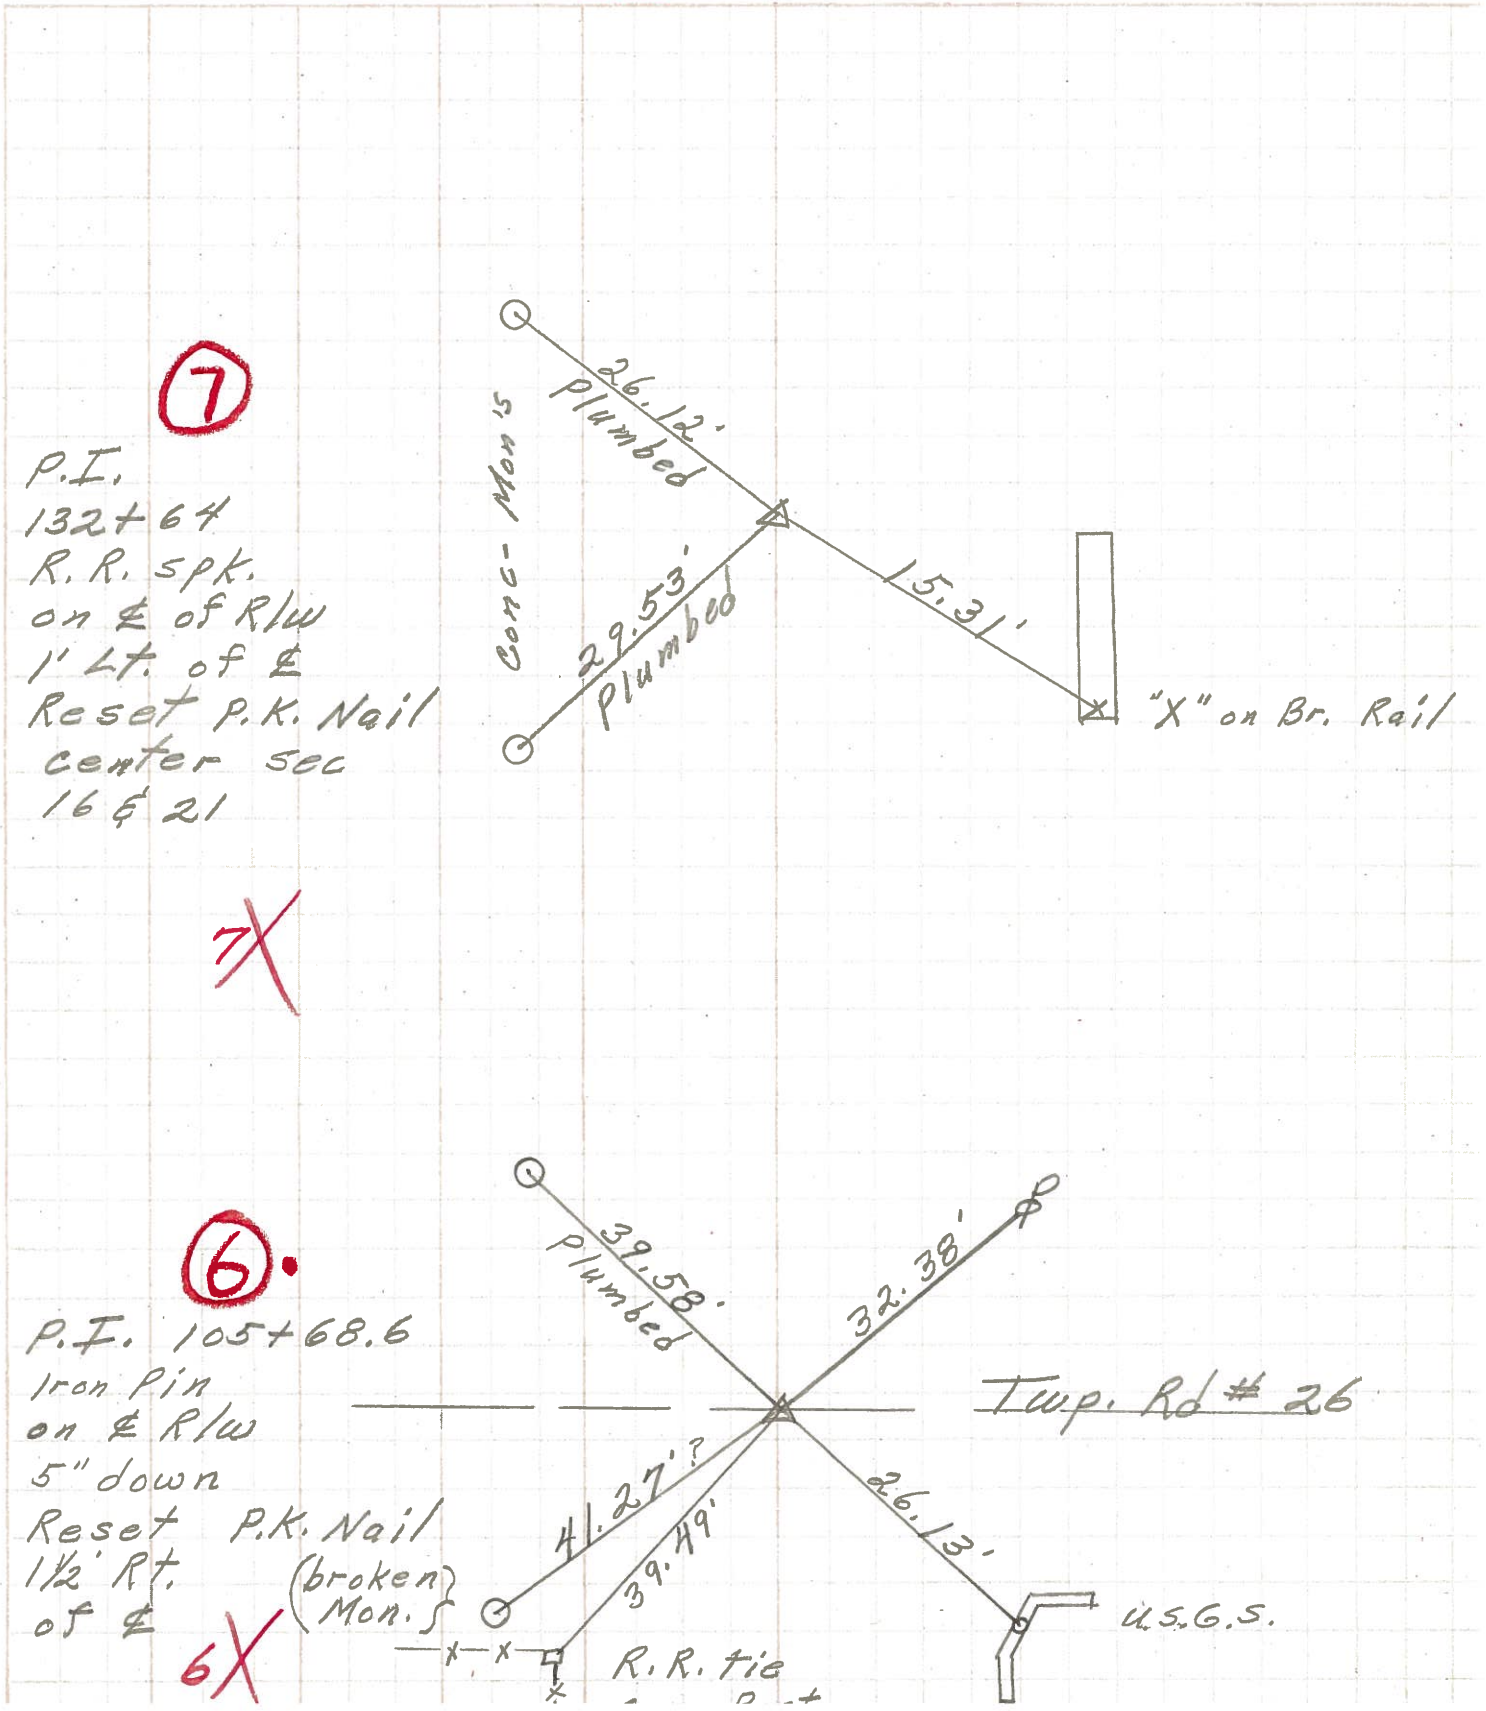 7
P.I.
132+64
R.R. spk.
on ℄ of R/W
1' Lt. of ℄
Reset P.K. Nail
center sec
16 & 21
Conc- Mon's
26.12'
Plumbed
29.53'
Plumbed
15.31'
"X" on Br. Rail
7X
6.
P.I. 105+68.6
Iron Pin
on ℄ R/W
5" down
Reset P.K. Nail
1½' Rt.
of ℄
(broken
Mon.}
6X
39.58'
Plumbed
32.38'
Twp. Rd # 26
41.27'?
39.49'
26.13'
U.S.G.S.
R.R. tie